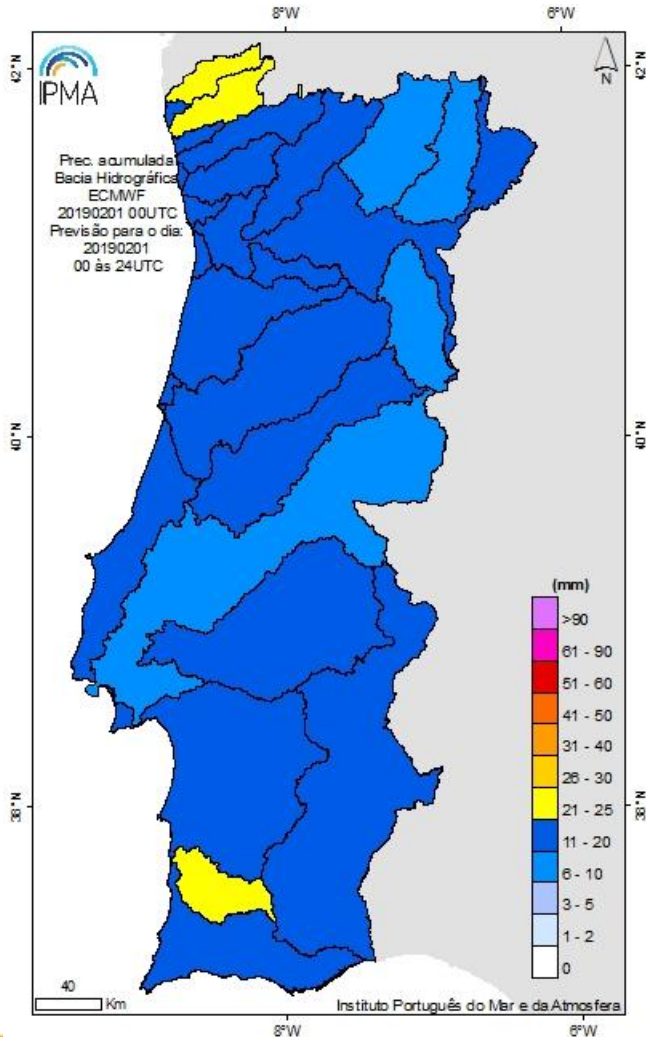 8°W 6°W
42°N 42°N
IPMA
N
Prec. acumulada
Bacia Hidrográfica
ECMWF
20190201 00UTC
Previsão para o dia:
20190201
00 às 24UTC
40°N 40°N
(mm)
>90
61 - 90
51 - 60
41 - 50
31 - 40
26 - 30
21 - 25
11 - 20
6 - 10
3 - 5
1 - 2
0
38°N 38°N
40
Km
Instituto Português do Mar e da Atmosfera
8°W 6°W